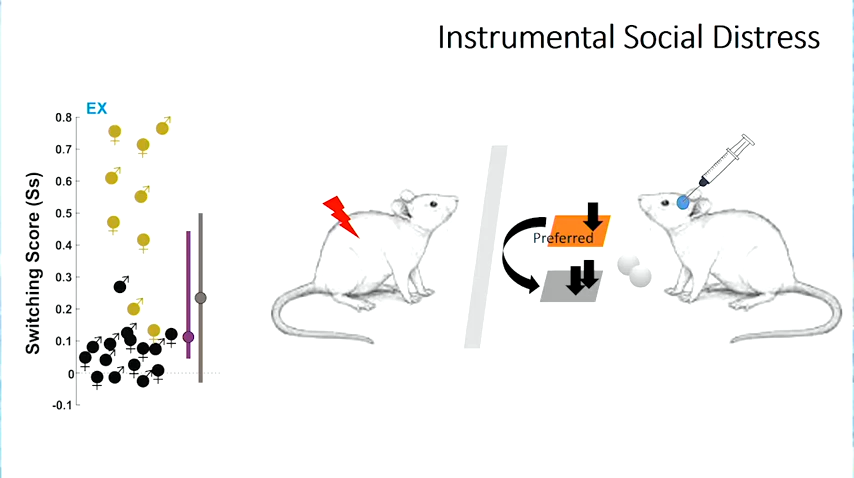 Instrumental Social Distress
EX
Switching Score (Ss)
0.8
0.7
0.6
0.5
0.4
0.3
0.2
0.1
0
-0.1
Preferred